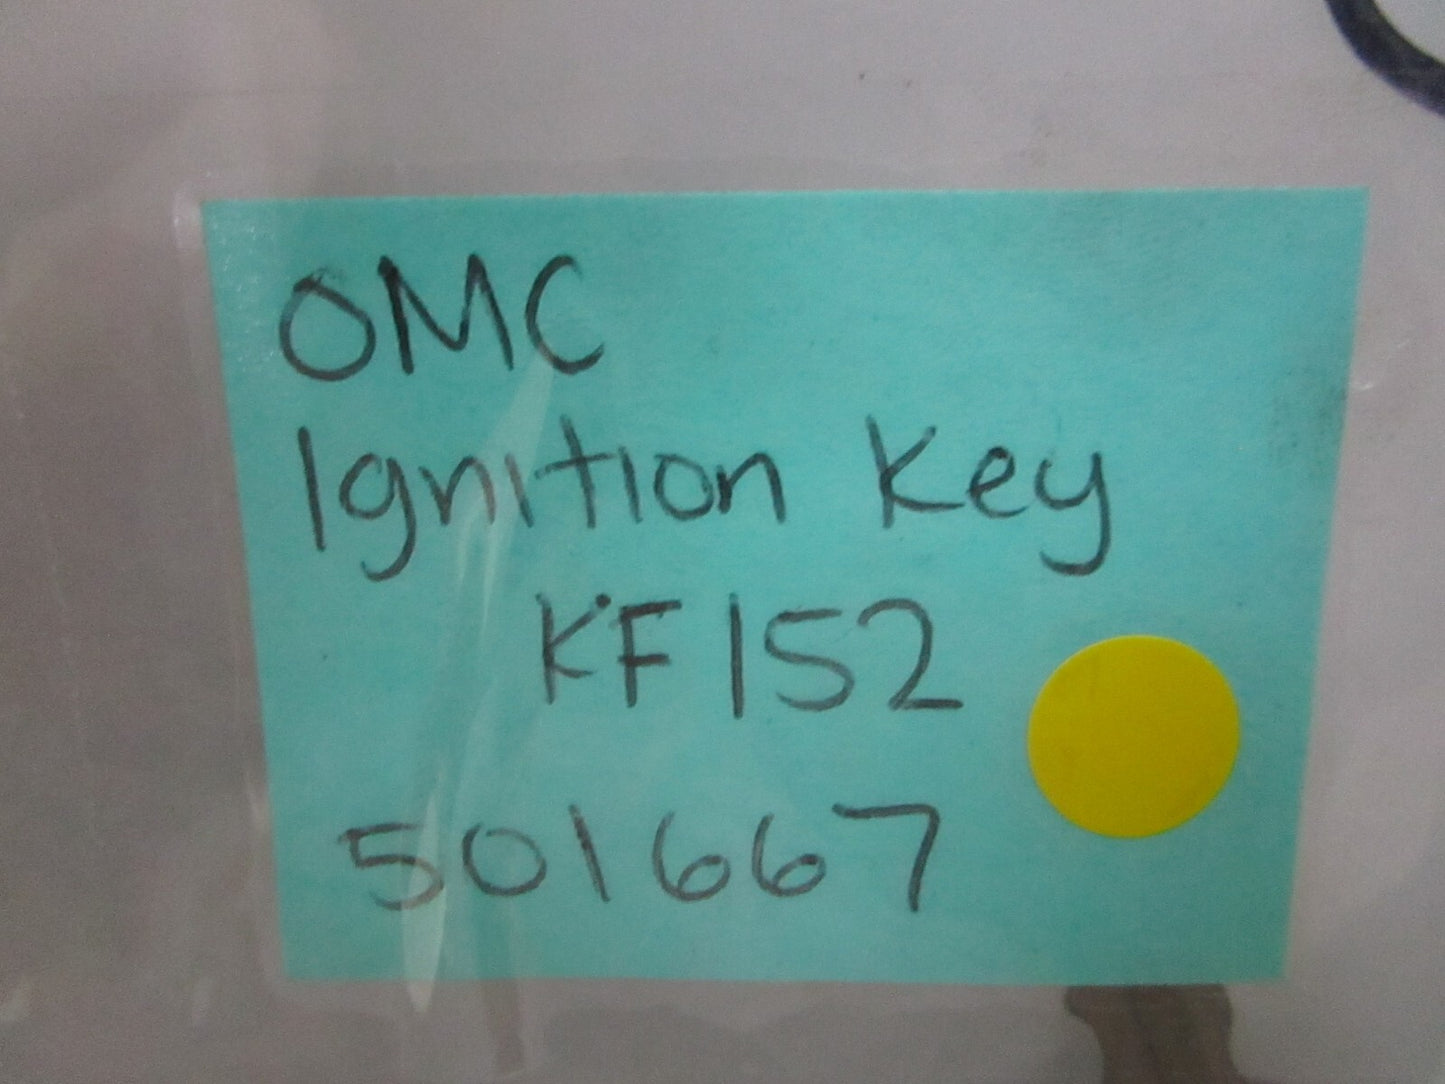 OMC
Ignition Key
KF152
501667